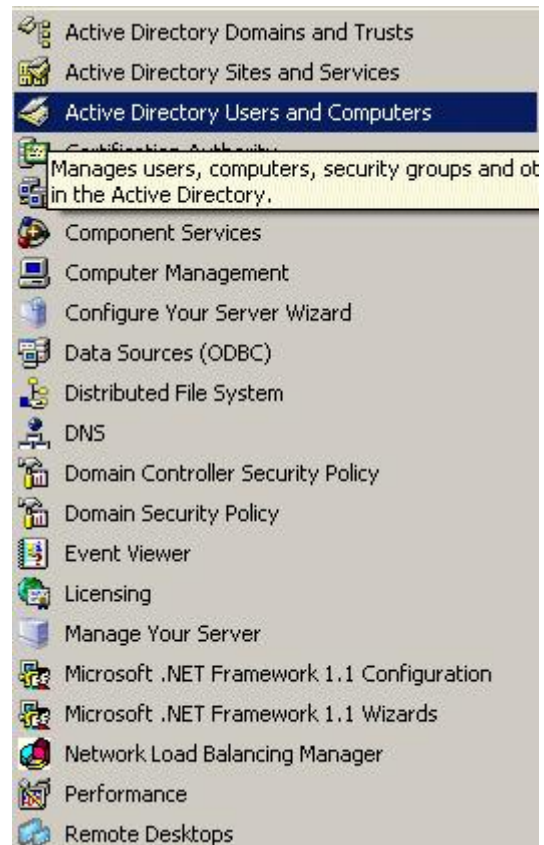 Active Directory Domains and Trusts
Active Directory Sites and Services
Active Directory Users and Computers
Certification Authority
Manages users, computers, security groups and ot
in the Active Directory.
Component Services
Computer Management
Configure Your Server Wizard
Data Sources (ODBC)
Distributed File System
DNS
Domain Controller Security Policy
Domain Security Policy
Event Viewer
Licensing
Manage Your Server
Microsoft .NET Framework 1.1 Configuration
Microsoft .NET Framework 1.1 Wizards
Network Load Balancing Manager
Performance
Remote Desktops